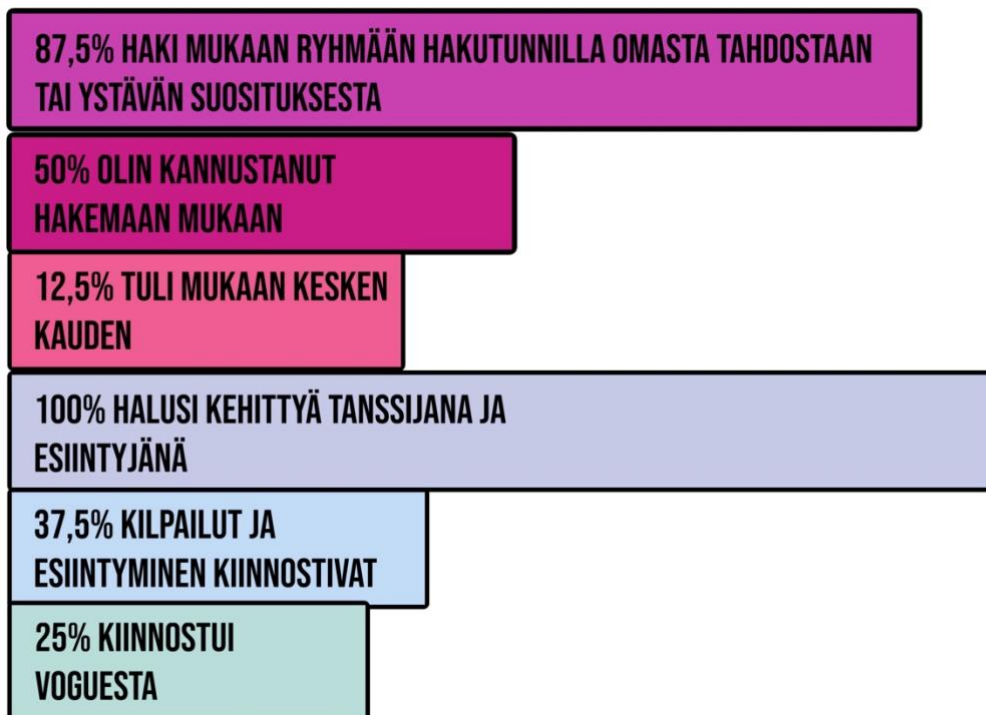 87,5% HAKI MUKAAN RYHMÄÄN HAKUTUNNILLA OMASTA TAHDOSTAAN
TAI YSTÄVÄN SUOSITUKSESTA
50% OLIN KANNUSTANUT
HAKEMAAN MUKAAN
12,5% TULI MUKAAN KESKEN
KAUDEN
100% HALUSI KEHITTYÄ TANSSIJANA JA
ESIINTYJÄNÄ
37,5% KILPAILUT JA
ESIINTYMINEN KIINNOSTIVAT
25% KIINNOSTUI
VOGUESTA